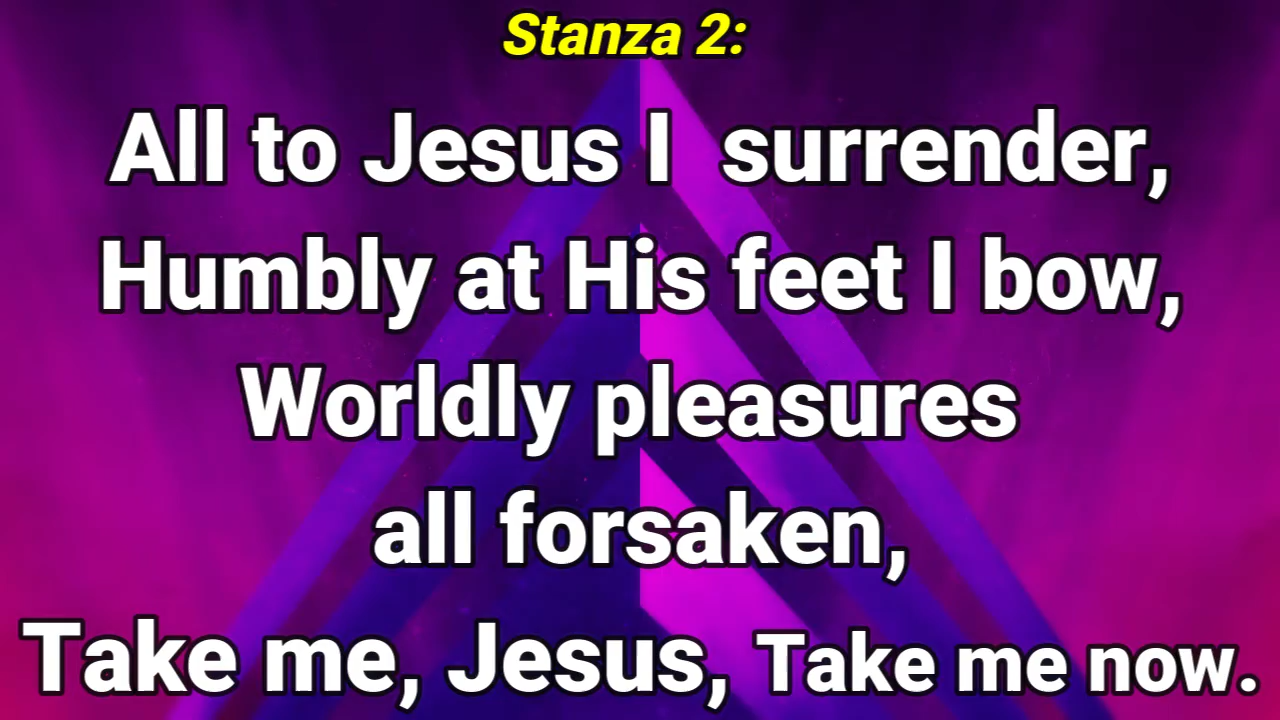 Stanza 2:
All to Jesus I surrender,
Humbly at His feet I bow,
Worldly pleasures
all forsaken,
Take me, Jesus, Take me now.